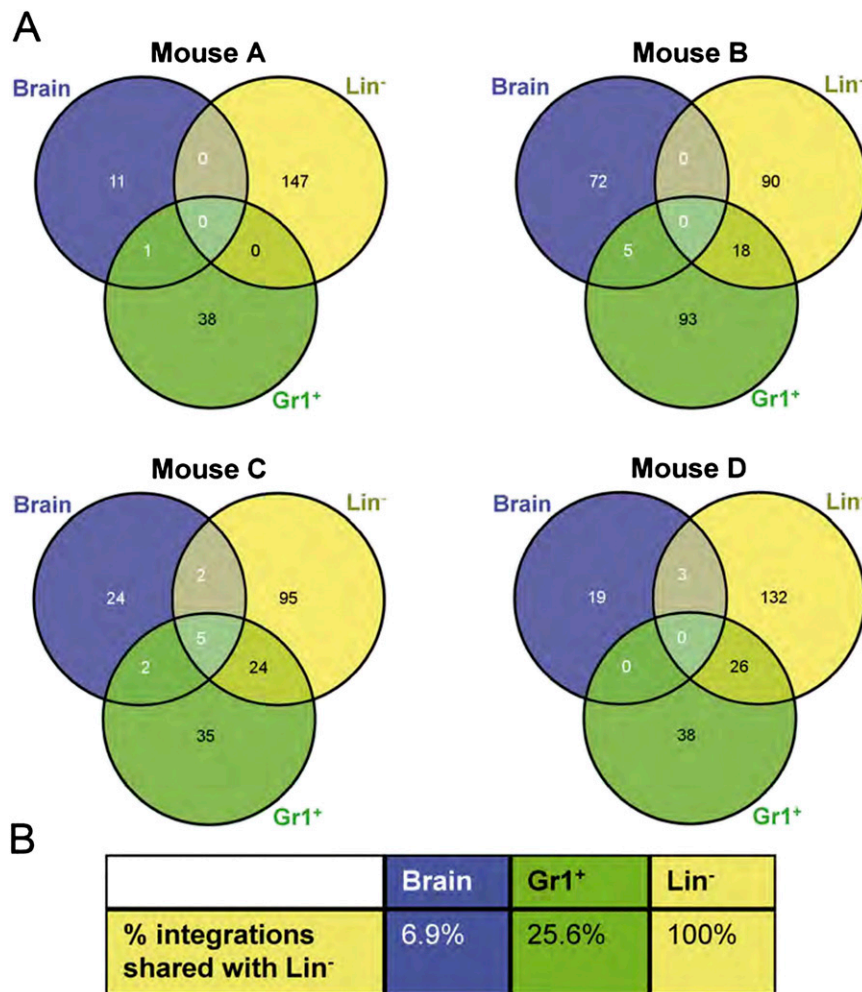 A
Mouse A
Brain
Lin⁻
11
0
147
0
1
0
38
Gr1⁺
Mouse B
Brain
Lin⁻
72
0
90
0
5
18
93
Gr1⁺
Mouse C
Brain
Lin⁻
24
2
95
5
2
24
35
Gr1⁺
Mouse D
Brain
Lin⁻
19
3
132
0
0
26
38
Gr1⁺
B
Brain Gr1⁺ Lin⁻
% integrations
shared with Lin⁻
6.9% 25.6% 100%